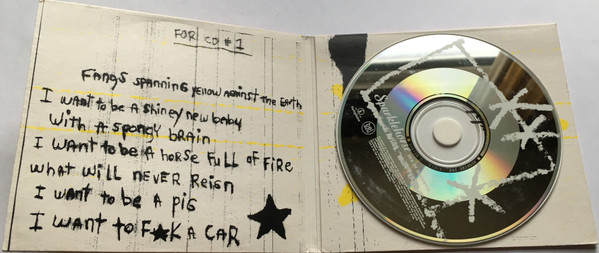 FOR CD #1
FANGS SPANNING YELLOW AGAINST THE EARTH
I WANT TO BE A SHINEY NEW BABY
WITH A SPONGY BRAIN
I WANT TO BE A HORSE FULL OF FIRE
WHAT WILL NEVER REIGN
I WANT TO BE A PIG
I WANT TO F★K A CAR
Sparklehorse